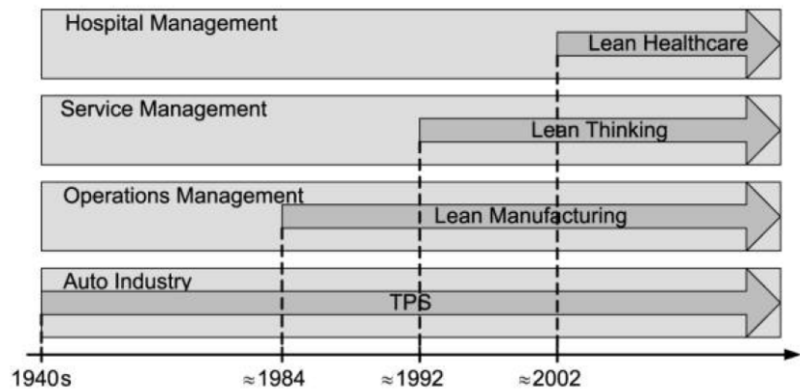 Hospital Management
Lean Healthcare
Service Management
Lean Thinking
Operations Management
Lean Manufacturing
Auto Industry
TPS
1940s ≈1984 ≈1992 ≈2002